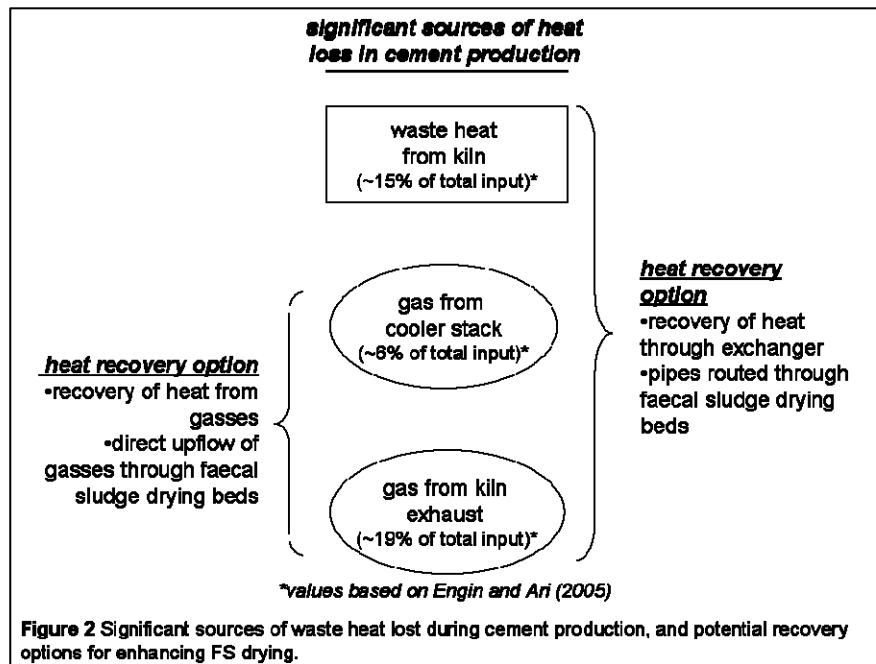 significant sources of heat
loss in cement production
waste heat
from kiln
(~15% of total input)*
gas from
cooler stack
(~6% of total input)*
gas from kiln
exhaust
(~19% of total input)*
heat recovery option
•recovery of heat from
gasses
•direct upflow of
gasses through faecal
sludge drying beds
heat recovery
option
•recovery of heat
through exchanger
•pipes routed through
faecal sludge drying
beds
*values based on Engin and Ari (2005)
Figure 2 Significant sources of waste heat lost during cement production, and potential recovery
options for enhancing FS drying.